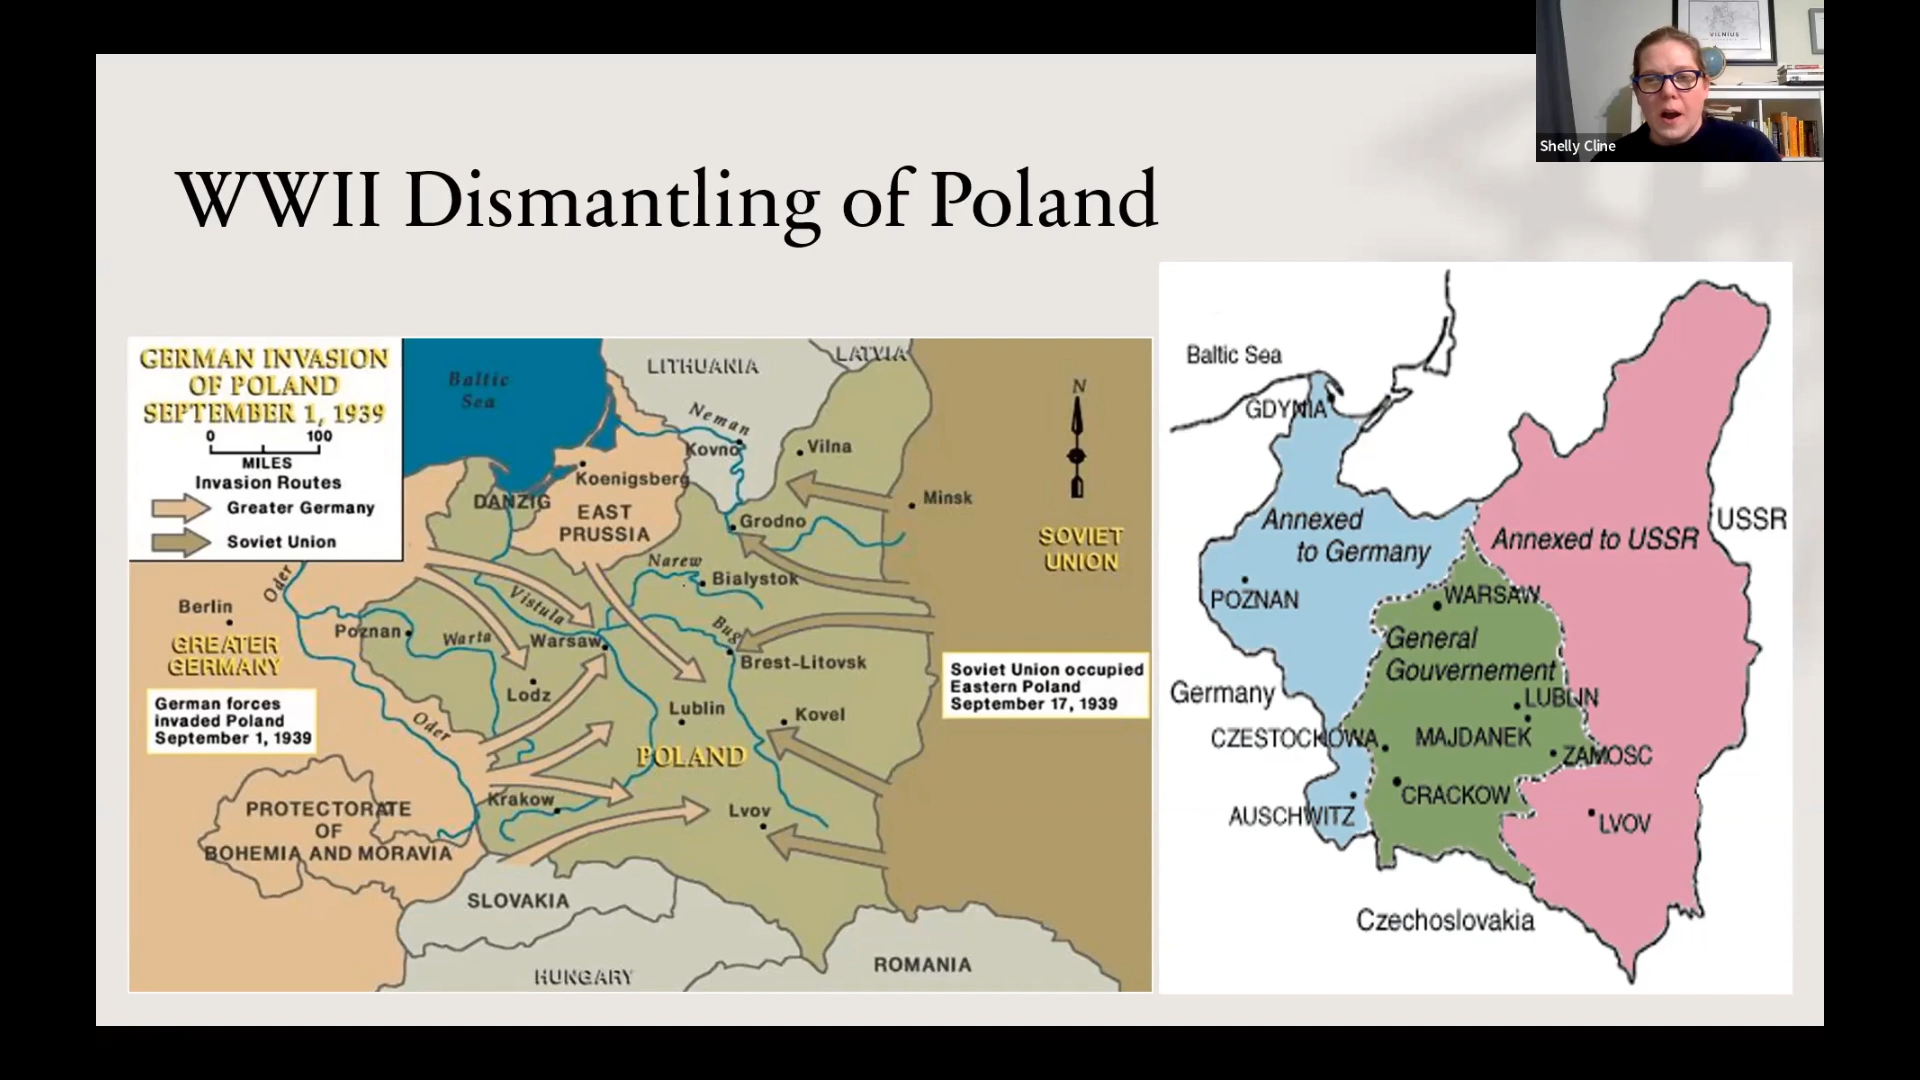 VILNIUS
Shelly Cline
WWII Dismantling of Poland
GERMAN INVASION
OF POLAND
SEPTEMBER 1, 1939
0 100
MILES
Invasion Routes
Greater Germany
Soviet Union
Baltic
Sea
LITHUANIA
LATVIA
Neman
Kovno
Vilna
N
Koenigsberg
DANZIG
EAST
PRUSSIA
Grodno
Minsk
SOVIET
UNION
Oder
Narew
Bialystok
Berlin
Vistula
Poznan
Warta
Warsaw
Bug
Brest-Litovsk
GREATER
GERMANY
Soviet Union occupied
Eastern Poland
September 17, 1939
German forces
invaded Poland
September 1, 1939
Lodz
Lublin
Kovel
Oder
POLAND
Krakow
Lvov
PROTECTORATE
OF
BOHEMIA AND MORAVIA
SLOVAKIA
HUNGARY
ROMANIA
Baltic Sea
GDYNIA
Annexed
to Germany
Annexed to USSR
USSR
POZNAN
WARSAW
General
Gouvernement
Germany
LUBLIN
CZESTOCKOWA
MAJDANEK
ZAMOSC
CRACKOW
AUSCHWITZ
LVOV
Czechoslovakia